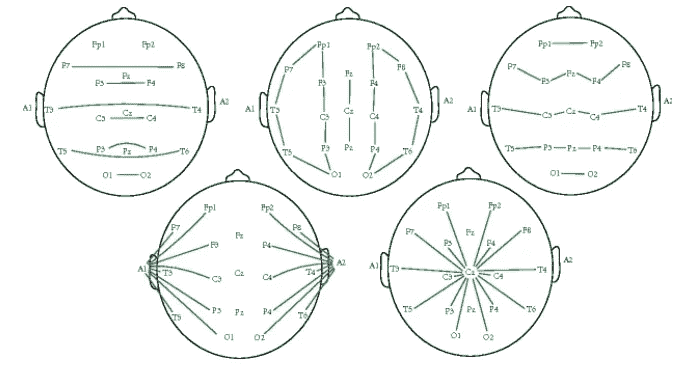 Fp1 Fp2
F7 F8
Fz
F3 F4
A1 T3 T4 A2
Cz
C3 C4
T5 P3 Pz P4 T6
O1 O2
Fp1 Fp2
F7 F8
Fz
F3 F4
A1 T3 C3 Cz C4 T4 A2
T5 P3 Pz P4 T6
O1 O2
Fp1 Fp2
F7 F8
F3 Fz F4
A1 T3 C3 Cz C4 T4 A2
T5 P3 Pz P4 T6
O1 O2
Fp1 Fp2
F7 F8
Fz
F3 F4
A1 T3 C3 Cz C4 T4 A2
T5 P3 Pz P4 T6
O1 O2
Fp1 Fp2
F7 Fz F8
F3 F4
A1 T3 C3 Cz C4 T4 A2
T5 P3 Pz P4 T6
O1 O2